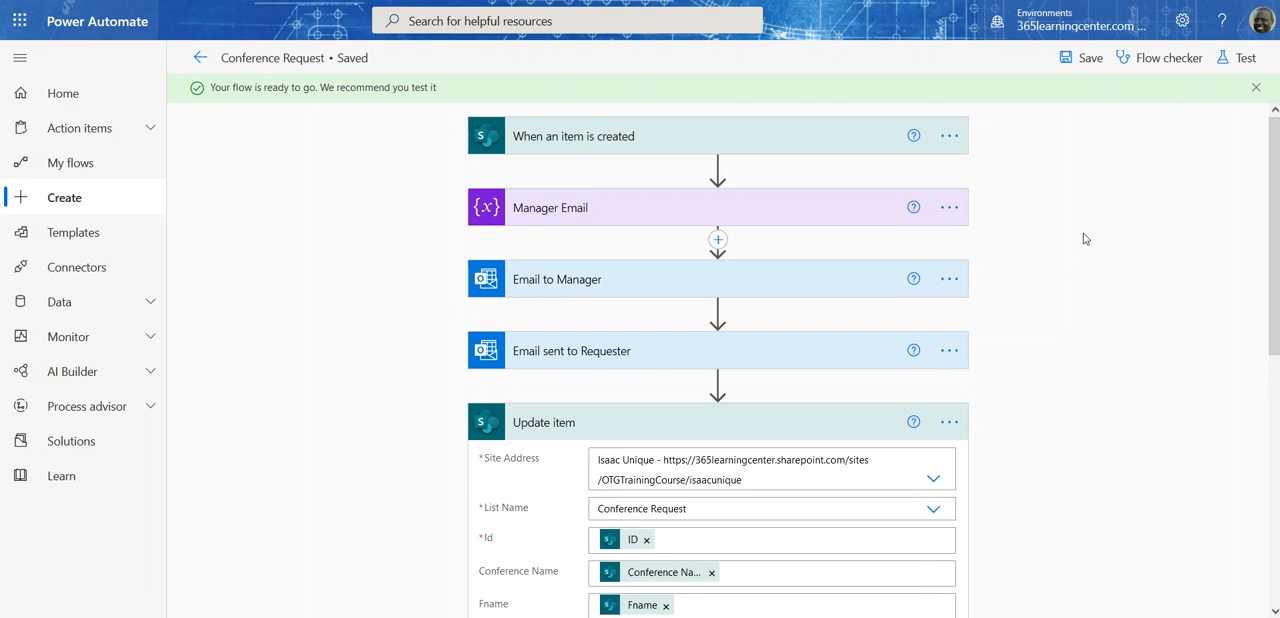 Power Automate
Search for helpful resources
Environments
365learningcenter.com ...
Conference Request • Saved
Save
Flow checker
Test
Your flow is ready to go. We recommend you test it
Home
Action items
My flows
Create
Templates
Connectors
Data
Monitor
AI Builder
Process advisor
Solutions
Learn
When an item is created
Manager Email
Email to Manager
Email sent to Requester
Update item
*Site Address
Isaac Unique - https://365learningcenter.sharepoint.com/sites
/OTGTrainingCourse/isaacunique
*List Name
Conference Request
*Id
ID
Conference Name
Conference Na...
Fname
Fname